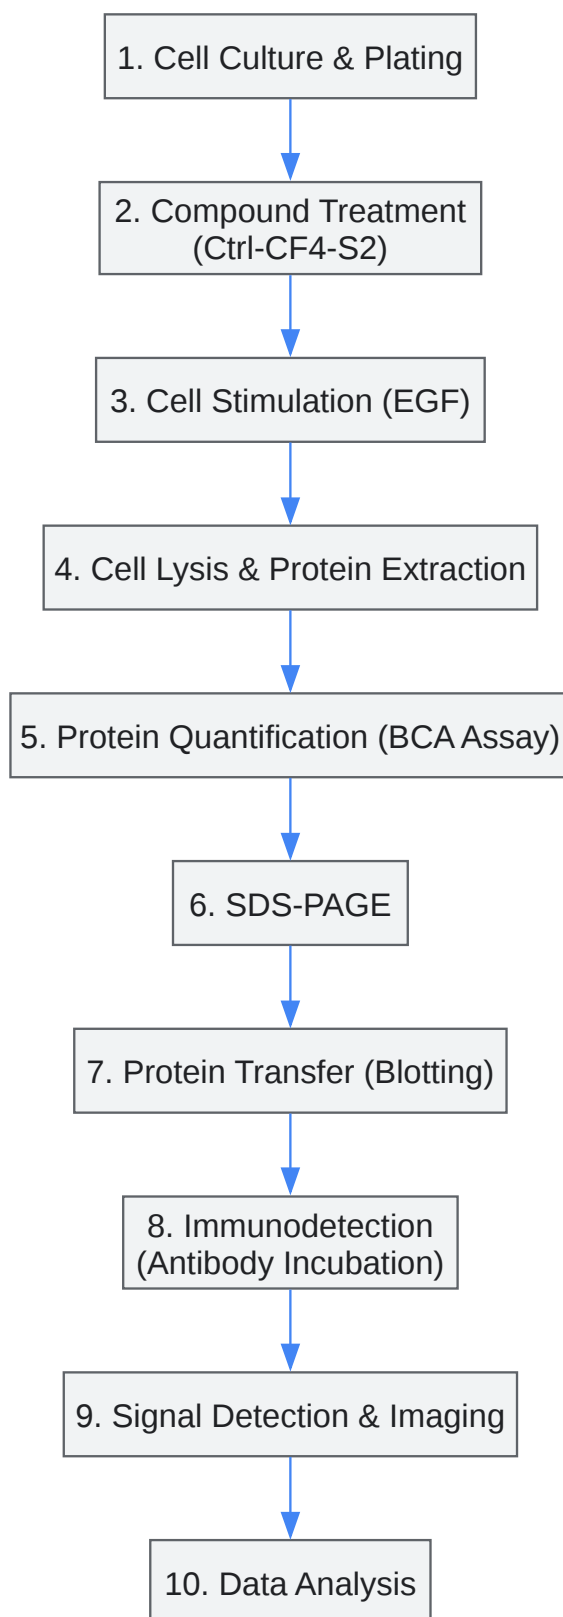 1. Cell Culture & Plating
2. Compound Treatment
(Ctrl-CF4-S2)
3. Cell Stimulation (EGF)
4. Cell Lysis & Protein Extraction
5. Protein Quantification (BCA Assay)
6. SDS-PAGE
7. Protein Transfer (Blotting)
8. Immunodetection
(Antibody Incubation)
9. Signal Detection & Imaging
10. Data Analysis